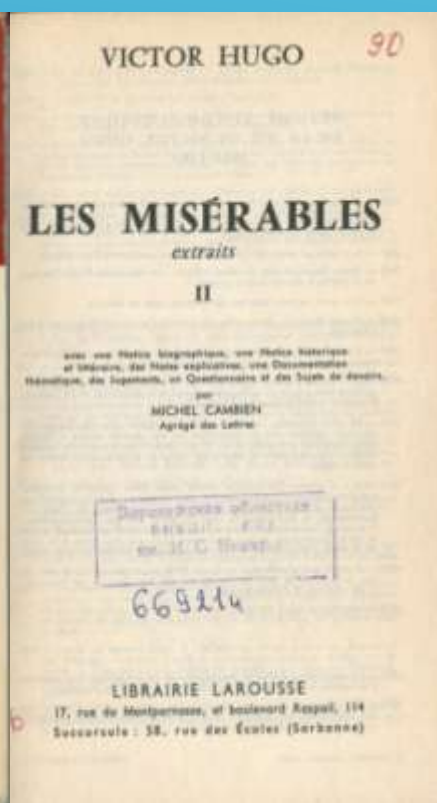 90
VICTOR HUGO
LES MISÉRABLES
extraits
II
avec une Notice biographique, une Notice historique
et littéraire, des Notes explicatives, une Documentation
thématique, des Jugements, un Questionnaire et des Sujets de devoirs,
par
MICHEL CAMBIEN
Agrégé des Lettres
669214
LIBRAIRIE LAROUSSE
17, rue du Montparnasse, et boulevard Raspail, 114
Succursale : 58, rue des Écoles (Sorbonne)